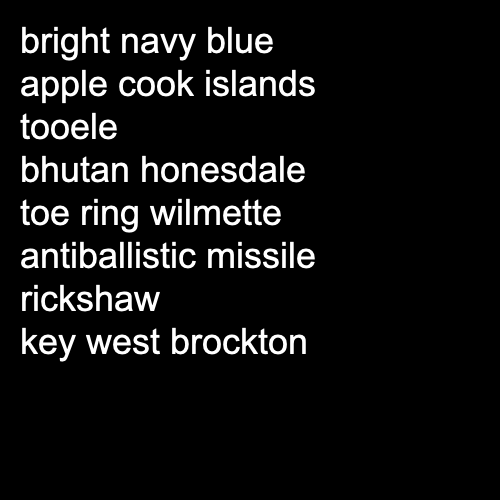 bright navy blue
apple cook islands
tooele
bhutan honesdale
toe ring wilmette
antiballistic missile
rickshaw
key west brockton